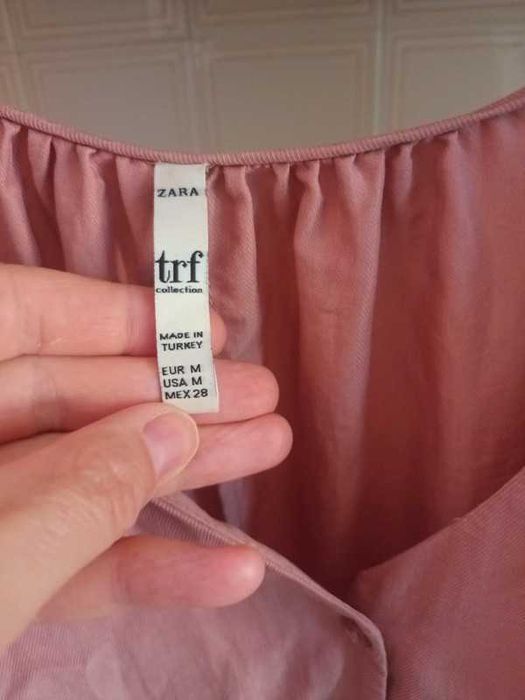 ZARA
trf
collection
MADE IN
TURKEY
EUR M
USA M
MEX 28